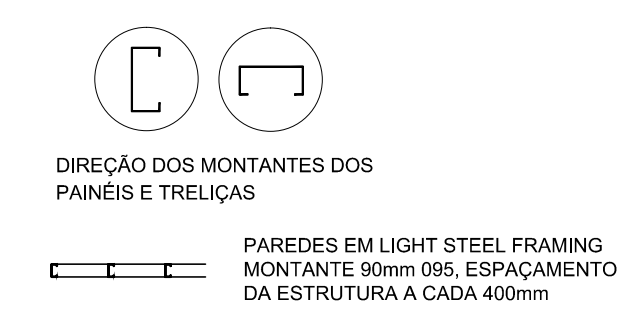 DIREÇÃO DOS MONTANTES DOS
PAINÉIS E TRELIÇAS
PAREDES EM LIGHT STEEL FRAMING
MONTANTE 90mm 095, ESPAÇAMENTO
DA ESTRUTURA A CADA 400mm